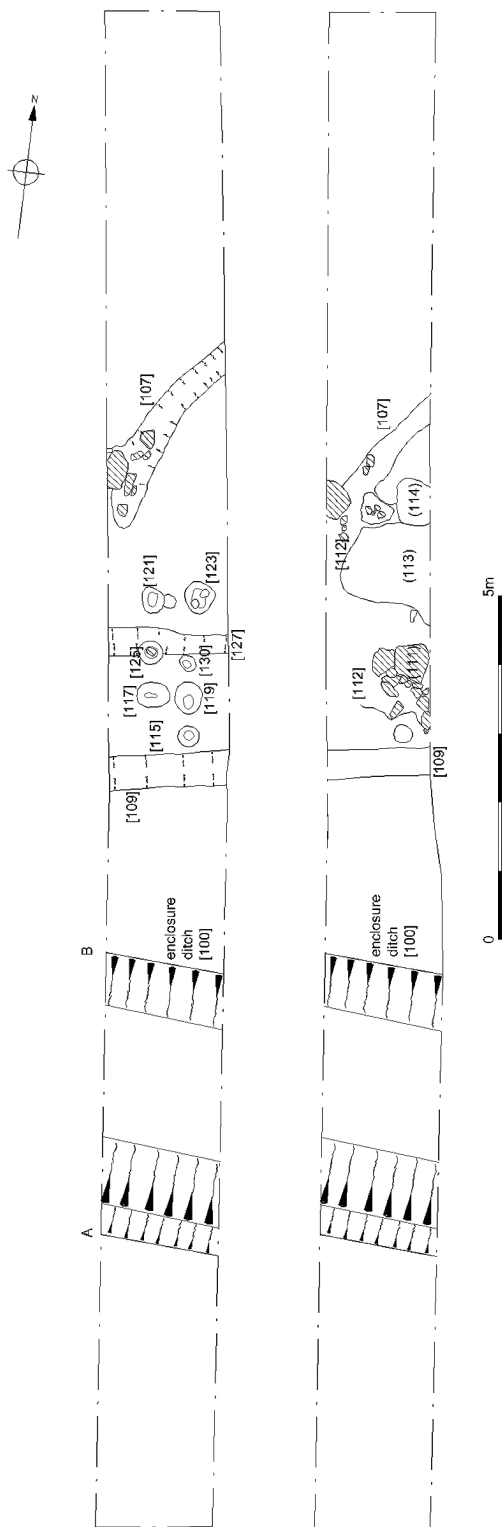 N
[107]
[121]
[123]
[125]
[130]
[127]
[117]
[119]
[115]
[109]
B
enclosure
ditch
[100]
A
[107]
(114)
[112]
(113)
[112]
[109]
enclosure
ditch
[100]
0
5m